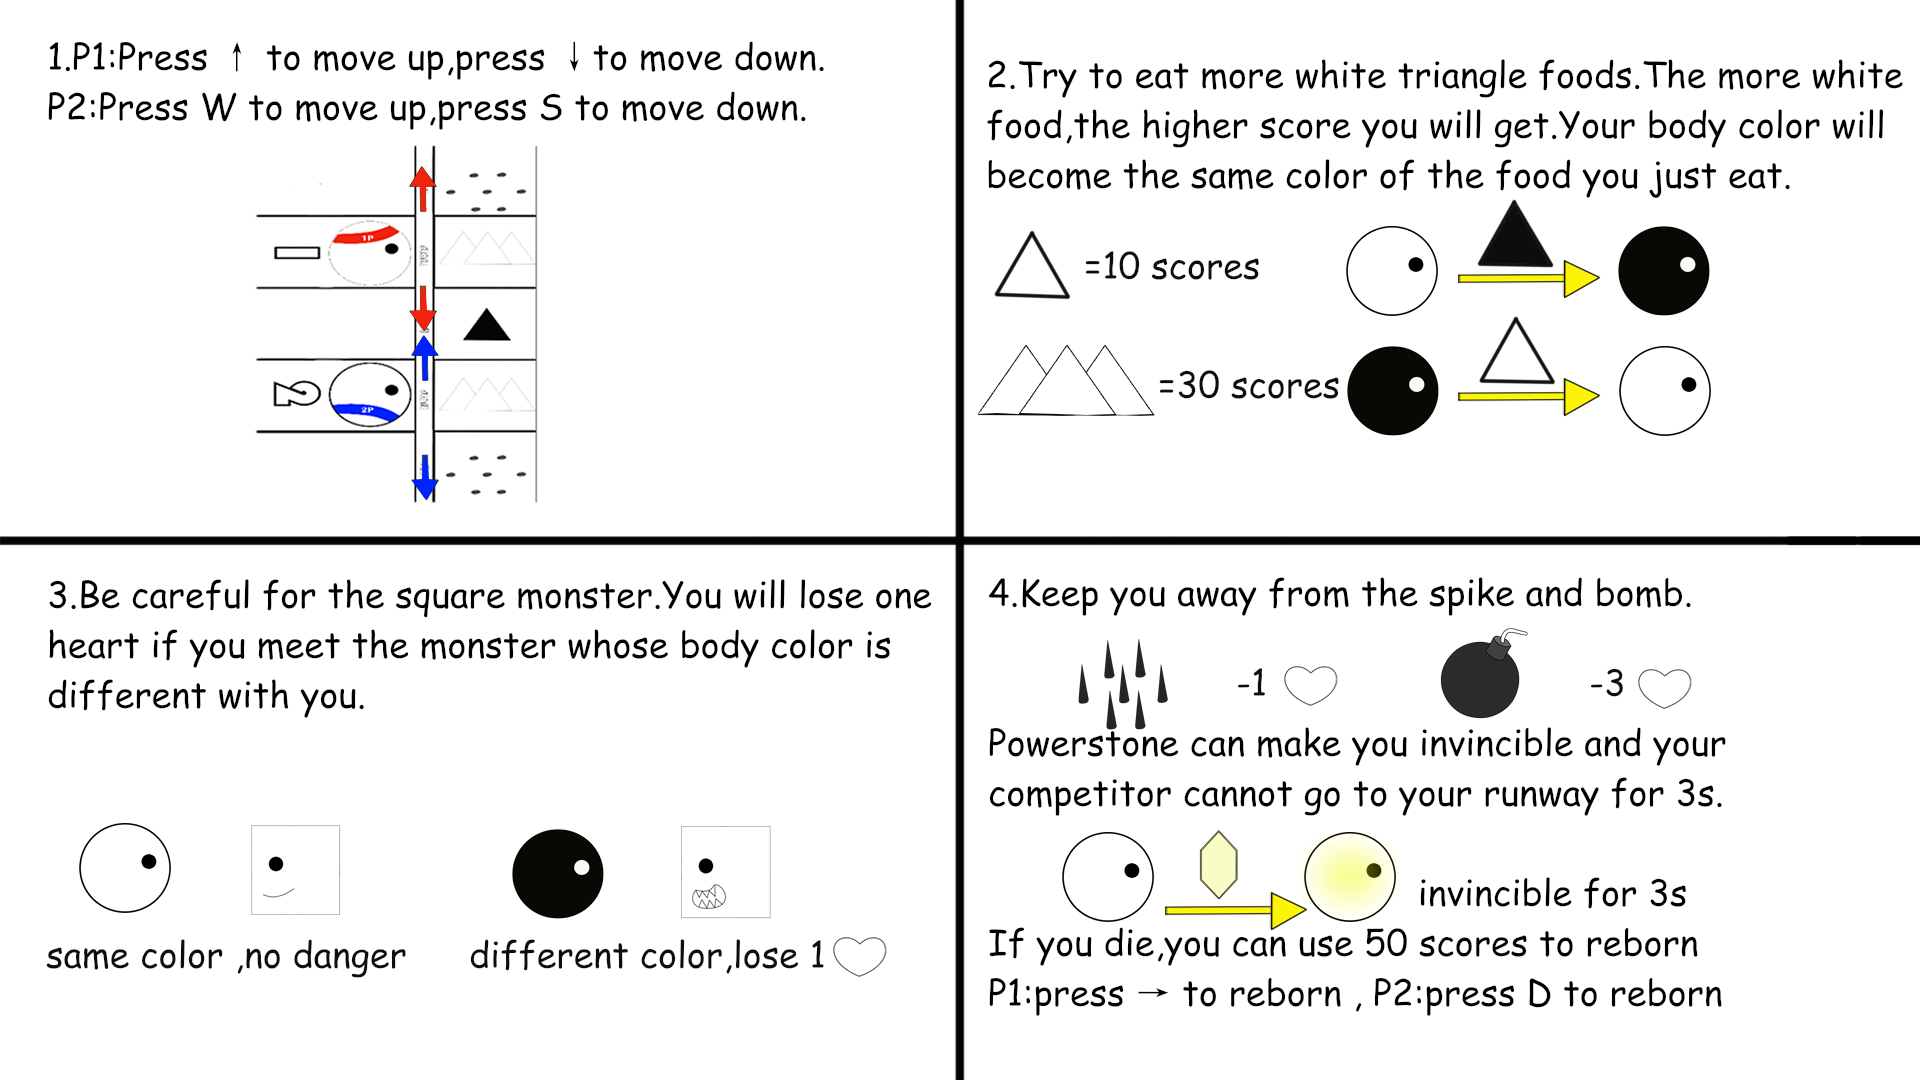 1.P1:Press ↑ to move up,press ↓ to move down.
P2:Press W to move up,press S to move down.
1P
2
2P
2.Try to eat more white triangle foods.The more white
food,the higher score you will get.Your body color will
become the same color of the food you just eat.
=10 scores
=30 scores
3.Be careful for the square monster.You will lose one
heart if you meet the monster whose body color is
different with you.
same color ,no danger
different color,lose 1
4.Keep you away from the spike and bomb.
-1
-3
Powerstone can make you invincible and your
competitor cannot go to your runway for 3s.
invincible for 3s
If you die,you can use 50 scores to reborn
P1:press → to reborn , P2:press D to reborn